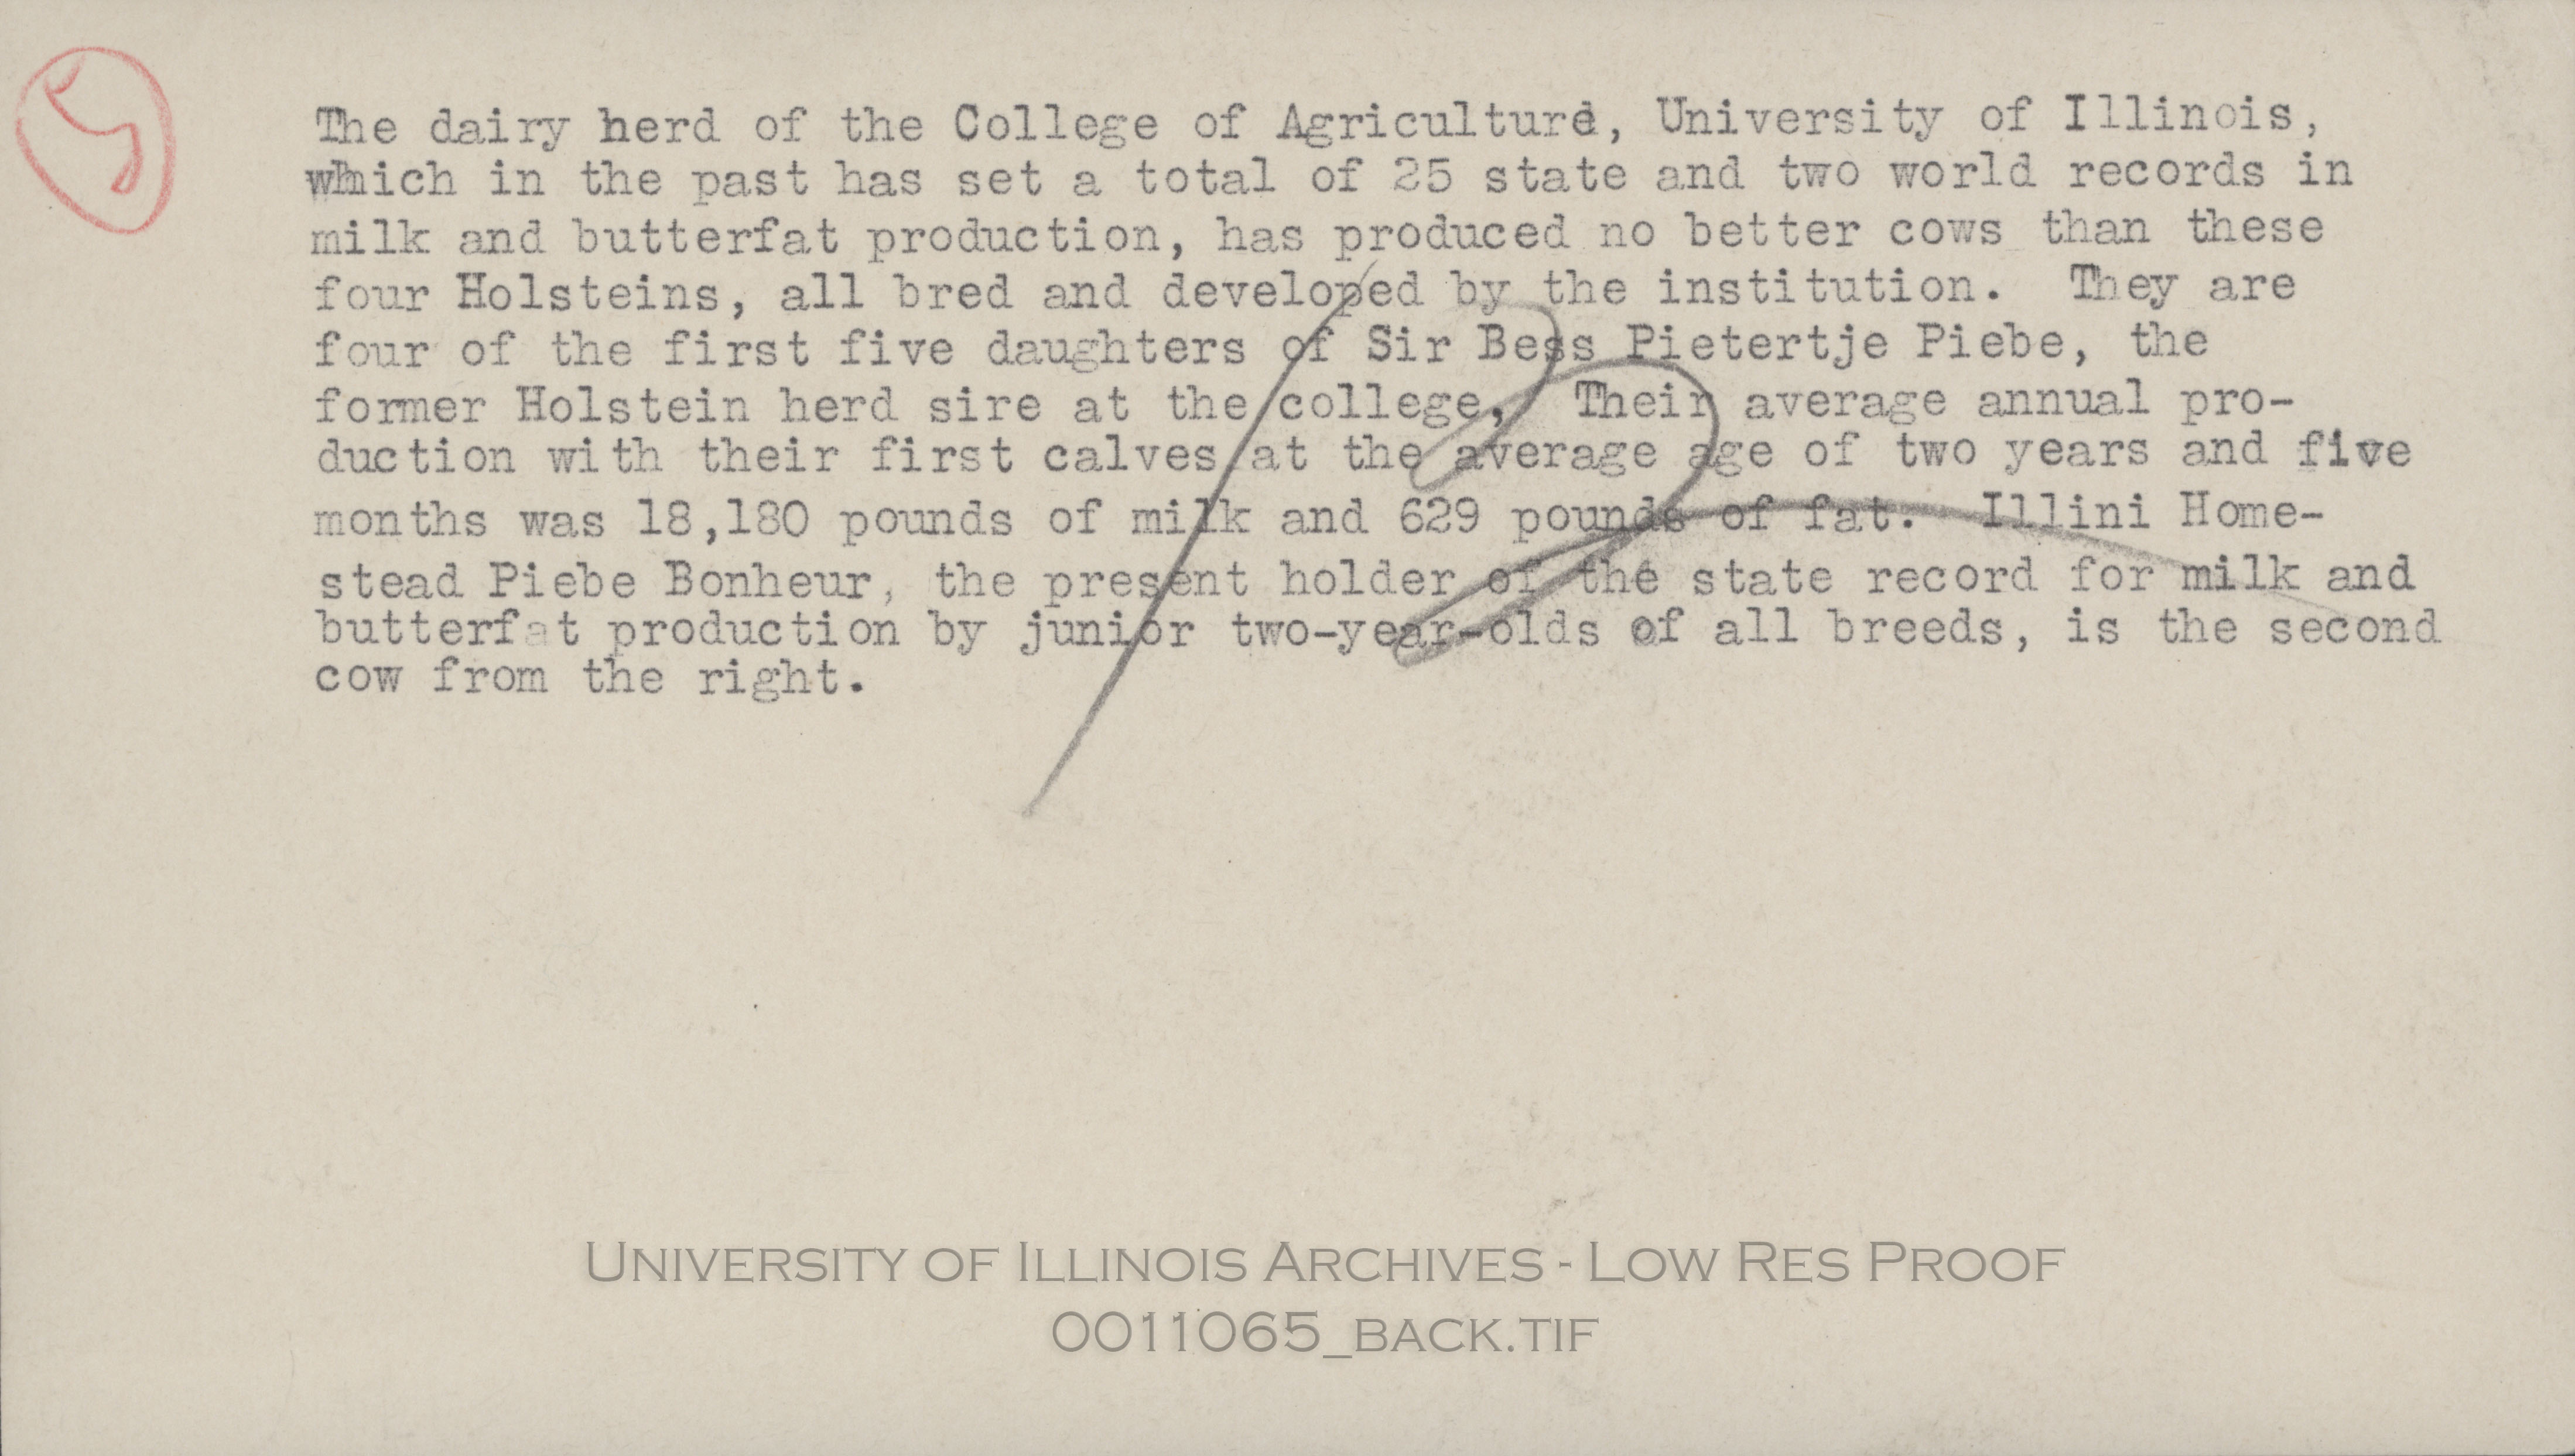 The dairy herd of the College of Agriculture, University of Illinois,
which in the past has set a total of 25 state and two world records in
milk and butterfat production, has produced no better cows than these
four Holsteins, all bred and developed by the institution. They are
four of the first five daughters of Sir Bess Pietertje Piebe, the
former Holstein herd sire at the college, Their average annual pro-
duction with their first calves at the average age of two years and five
months was 18,180 pounds of milk and 629 pounds of fat. Illini Home-
stead Piebe Bonheur, the present holder of the state record for milk and
butterfat production by junior two-year-olds of all breeds, is the second
cow from the right.
UNIVERSITY OF ILLINOIS ARCHIVES - LOW RES PROOF
0011065_BACK.TIF